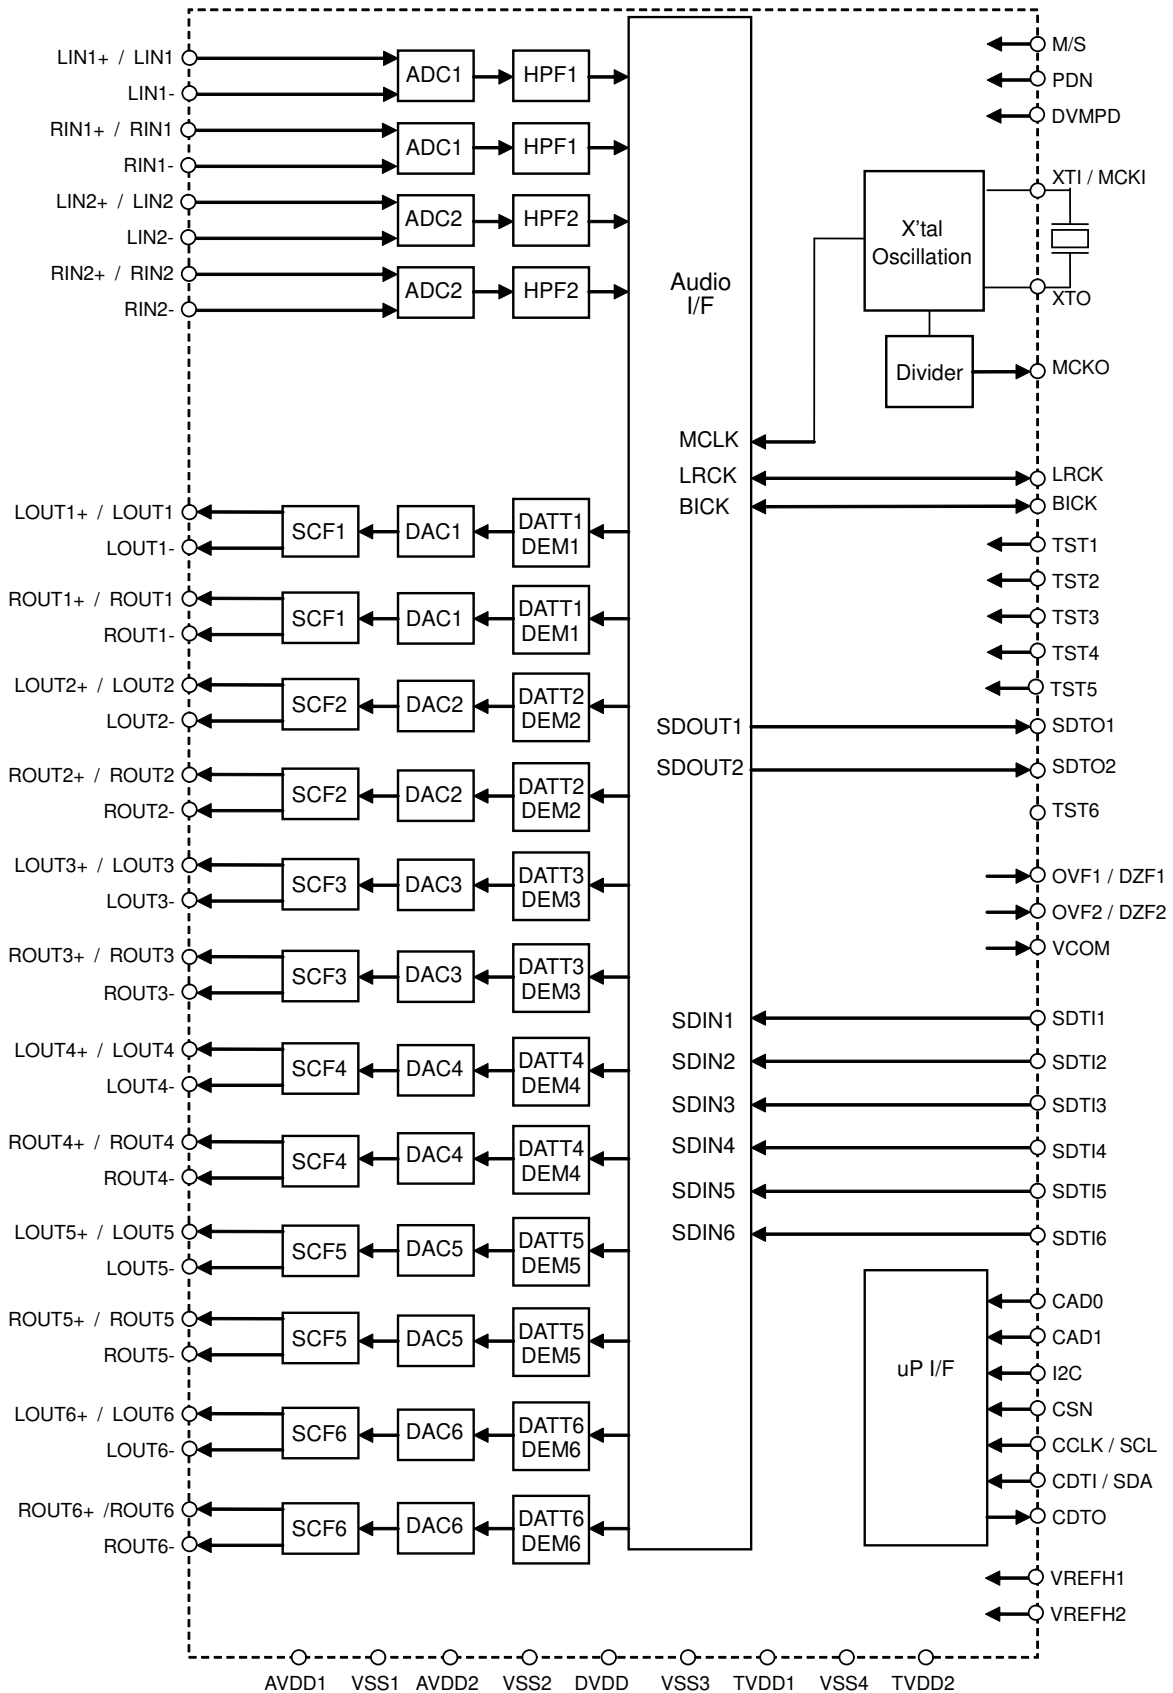 LIN1+ / LIN1
LIN1-
ADC1
HPF1
RIN1+ / RIN1
RIN1-
ADC1
HPF1
LIN2+ / LIN2
LIN2-
ADC2
HPF2
RIN2+ / RIN2
RIN2-
ADC2
HPF2
Audio
I/F
M/S
PDN
DVMPD
XTI / MCKI
X'tal
Oscillation
XTO
Divider
MCKO
MCLK
LRCK
LRCK
BICK
BICK
LOUT1+ / LOUT1
LOUT1-
SCF1
DAC1
DATT1
DEM1
ROUT1+ / ROUT1
ROUT1-
SCF1
DAC1
DATT1
DEM1
LOUT2+ / LOUT2
LOUT2-
SCF2
DAC2
DATT2
DEM2
ROUT2+ / ROUT2
ROUT2-
SCF2
DAC2
DATT2
DEM2
LOUT3+ / LOUT3
LOUT3-
SCF3
DAC3
DATT3
DEM3
ROUT3+ / ROUT3
ROUT3-
SCF3
DAC3
DATT3
DEM3
LOUT4+ / LOUT4
LOUT4-
SCF4
DAC4
DATT4
DEM4
ROUT4+ / ROUT4
ROUT4-
SCF4
DAC4
DATT4
DEM4
LOUT5+ / LOUT5
LOUT5-
SCF5
DAC5
DATT5
DEM5
ROUT5+ / ROUT5
ROUT5-
SCF5
DAC5
DATT5
DEM5
LOUT6+ / LOUT6
LOUT6-
SCF6
DAC6
DATT6
DEM6
ROUT6+ /ROUT6
ROUT6-
SCF6
DAC6
DATT6
DEM6
TST1
TST2
TST3
TST4
TST5
SDOUT1
SDTO1
SDOUT2
SDTO2
TST6
OVF1 / DZF1
OVF2 / DZF2
VCOM
SDIN1
SDTI1
SDIN2
SDTI2
SDIN3
SDTI3
SDIN4
SDTI4
SDIN5
SDTI5
SDIN6
SDTI6
uP I/F
CAD0
CAD1
I2C
CSN
CCLK / SCL
CDTI / SDA
CDTO
VREFH1
VREFH2
AVDD1
VSS1
AVDD2
VSS2
DVDD
VSS3
TVDD1
VSS4
TVDD2